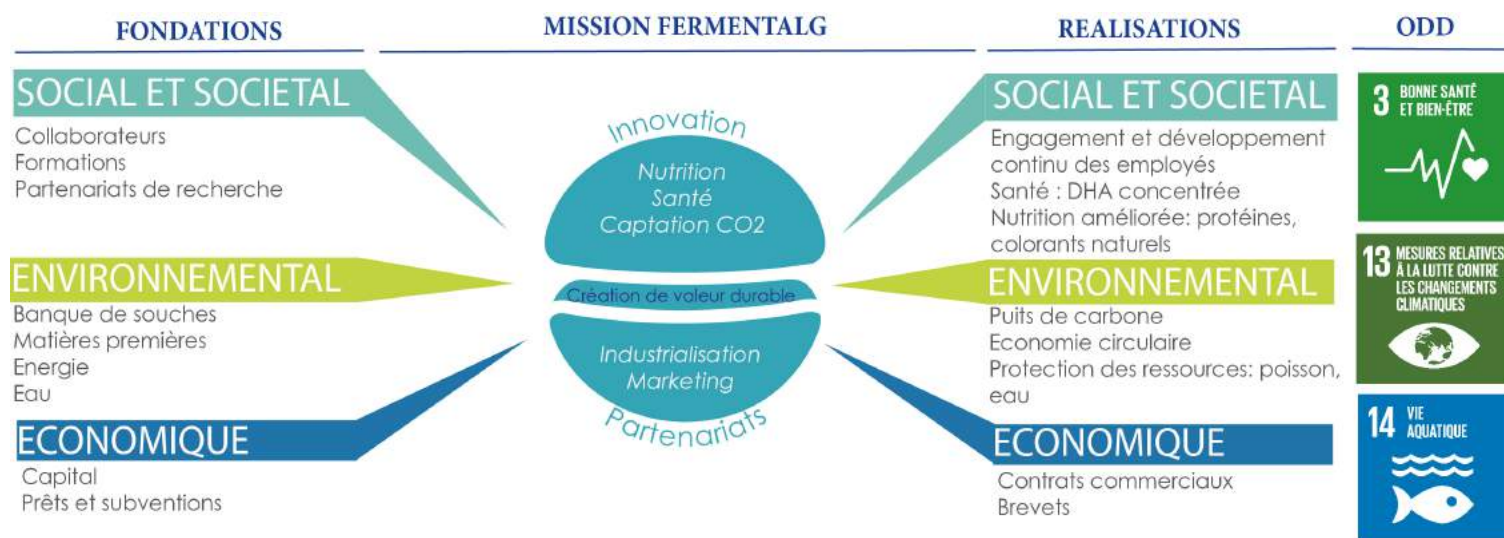 FONDATIONS
MISSION FERMENTALG
REALISATIONS
ODD
SOCIAL ET SOCIETAL
Collaborateurs
Formations
Partenariats de recherche
ENVIRONNEMENTAL
Banque de souches
Matières premières
Energie
Eau
ECONOMIQUE
Capital
Prêts et subventions
Innovation
Nutrition
Santé
Captation CO2
Création de valeur durable
Industrialisation
Marketing
Partenariats
SOCIAL ET SOCIETAL
Engagement et développement
continu des employés
Santé : DHA concentrée
Nutrition améliorée: protéines,
colorants naturels
ENVIRONNEMENTAL
Puits de carbone
Economie circulaire
Protection des ressources: poisson,
eau
ECONOMIQUE
Contrats commerciaux
Brevets
3 BONNE SANTÉ
ET BIEN-ÊTRE
13 MESURES RELATIVES
À LA LUTTE CONTRE
LES CHANGEMENTS
CLIMATIQUES
14 VIE
AQUATIQUE